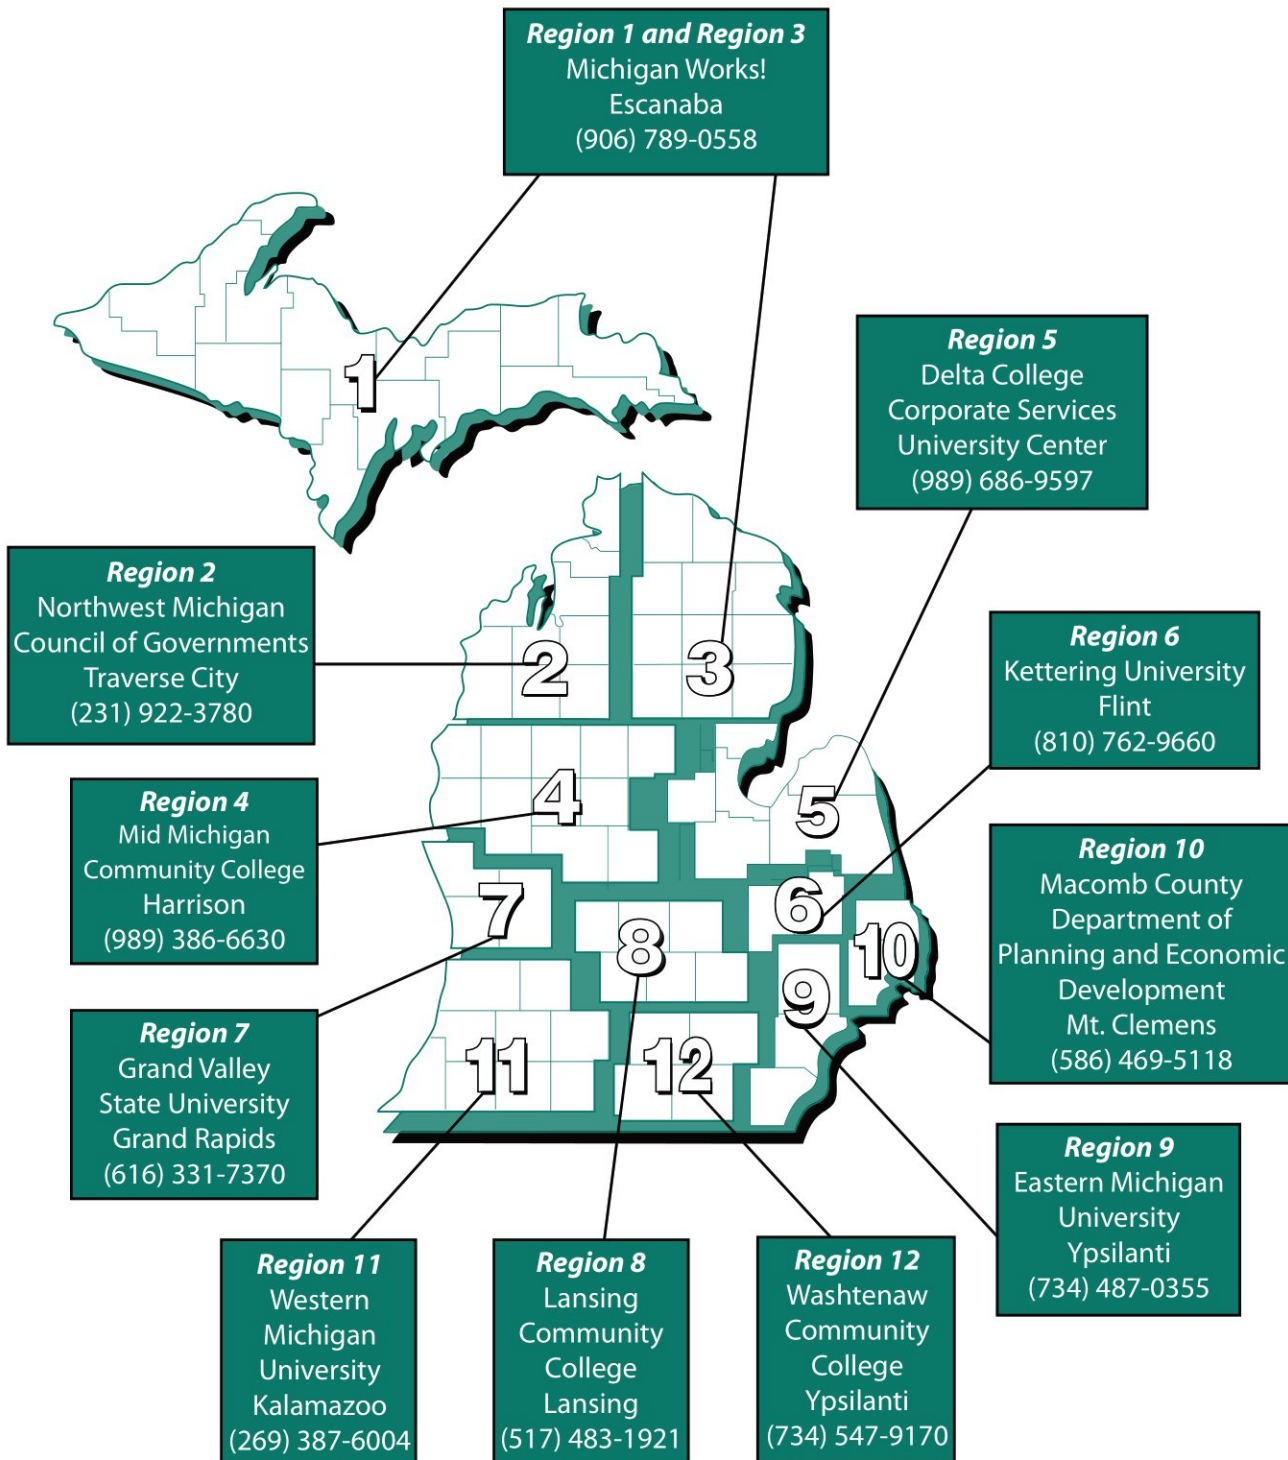 Region 1 and Region 3
Michigan Works!
Escanaba
(906) 789-0558
1
Region 5
Delta College
Corporate Services
University Center
(989) 686-9597
Region 2
Northwest Michigan
Council of Governments
Traverse City
(231) 922-3780
2
3
Region 6
Kettering University
Flint
(810) 762-9660
Region 4
Mid Michigan
Community College
Harrison
(989) 386-6630
4
5
Region 10
Macomb County
Department of
Planning and Economic
Development
Mt. Clemens
(586) 469-5118
7
8
6
10
9
Region 7
Grand Valley
State University
Grand Rapids
(616) 331-7370
11
12
Region 9
Eastern Michigan
University
Ypsilanti
(734) 487-0355
Region 11
Western
Michigan
University
Kalamazoo
(269) 387-6004
Region 8
Lansing
Community
College
Lansing
(517) 483-1921
Region 12
Washtenaw
Community
College
Ypsilanti
(734) 547-9170